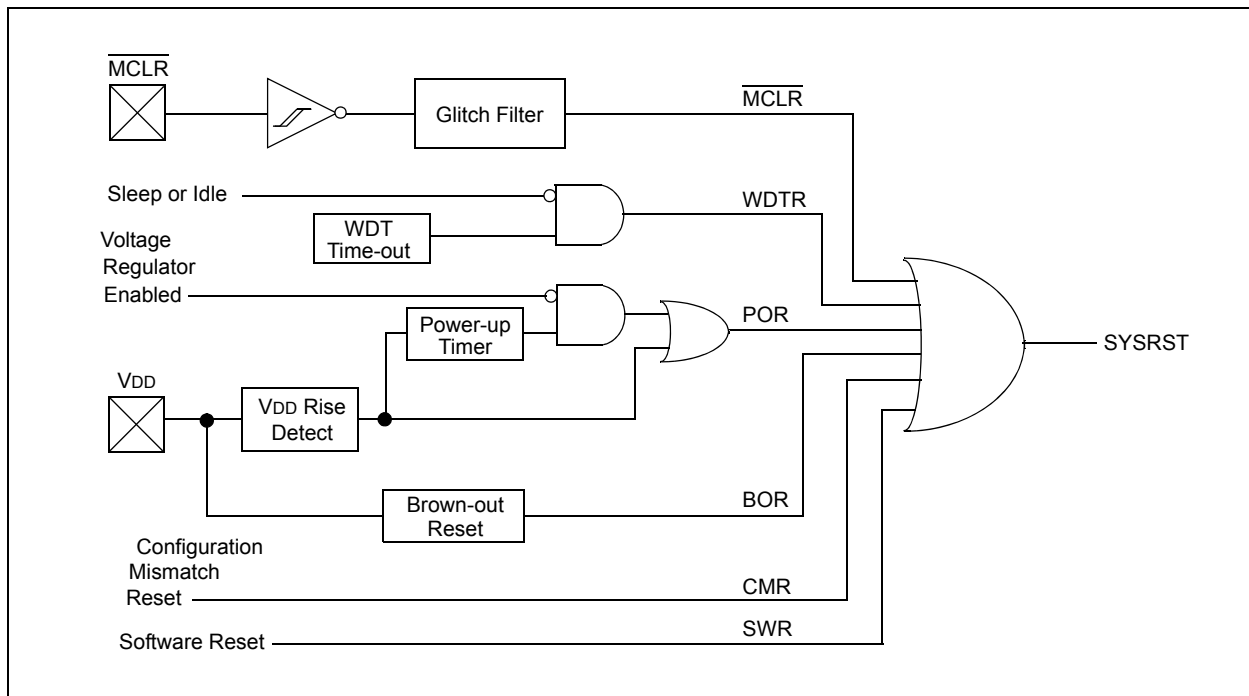 MCLR
Glitch Filter
MCLR
Sleep or Idle
WDTR
WDT
Time-out
Voltage
Regulator
Enabled
Power-up
Timer
POR
SYSRST
VDD
VDD Rise
Detect
Brown-out
Reset
BOR
Configuration
Mismatch
Reset
CMR
Software Reset
SWR